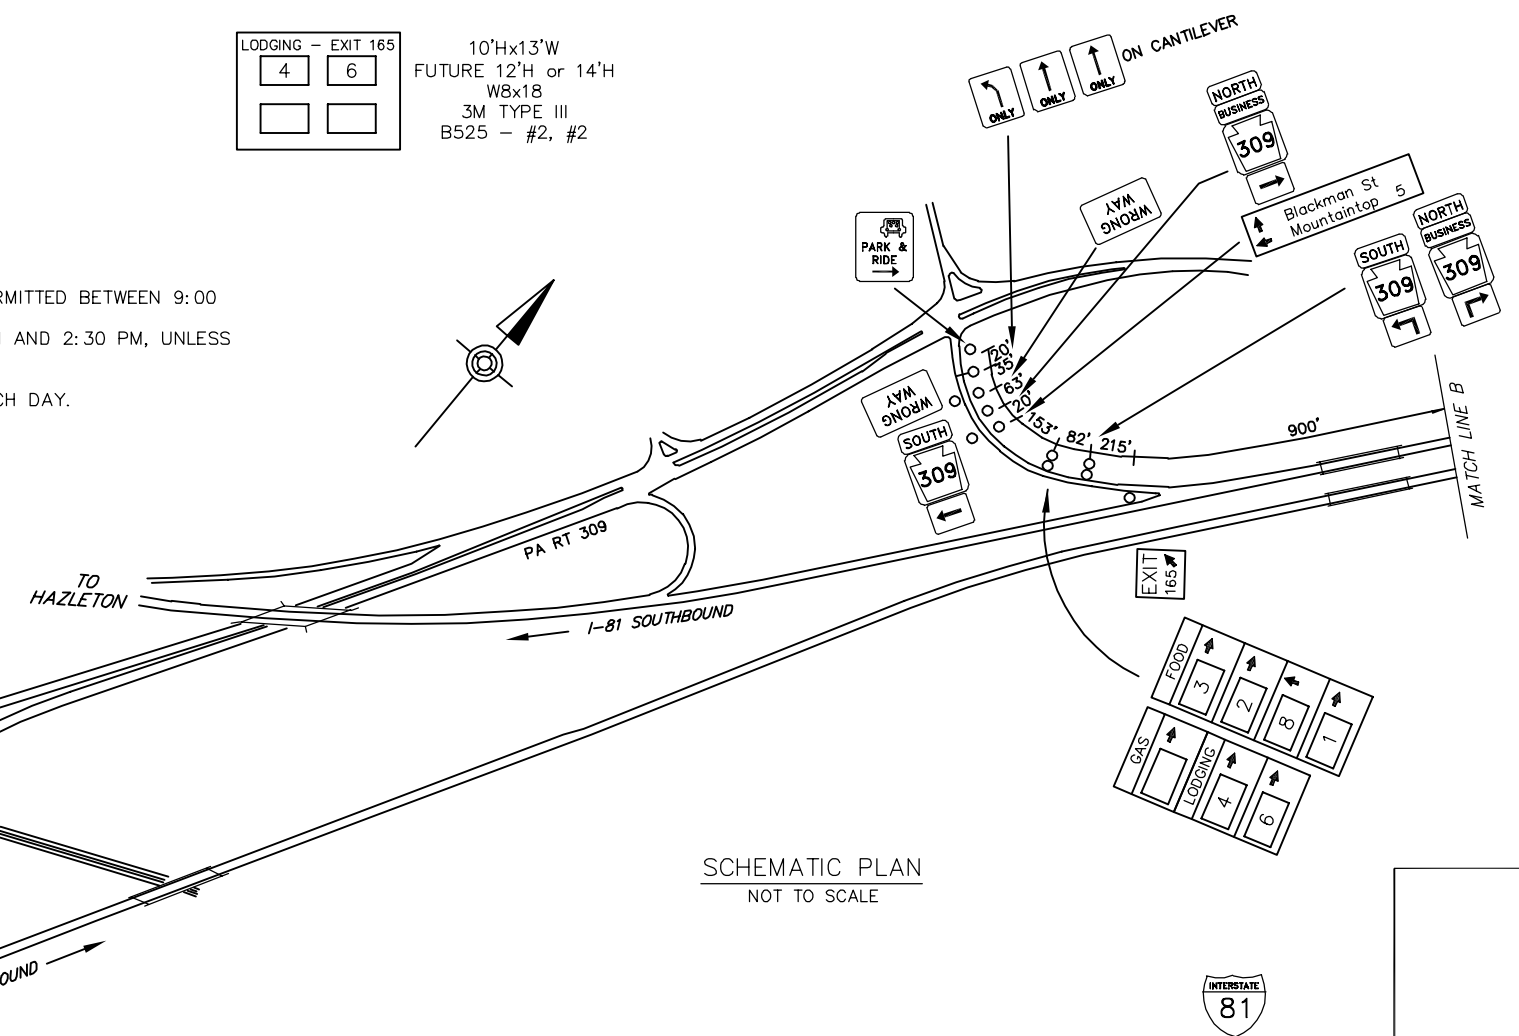 LODGING – EXIT 165
4 6
10'Hx13'W
FUTURE 12'H or 14'H
W8x18
3M TYPE III
B525 – #2, #2
ONLY
ONLY
ONLY
ON CANTILEVER
NORTH
BUSINESS
309
WRONG
WAY
Blackman St
Mountaintop 5
NORTH
BUSINESS
309
SOUTH
309
PARK &
RIDE
RMITTED BETWEEN 9:00
AND 2:30 PM, UNLESS
CH DAY.
20'
35'
63'
20'
153'
82'
215'
900'
MATCH LINE B
WRONG
WAY
SOUTH
309
PA RT 309
TO
HAZLETON
I-81 SOUTHBOUND
EXIT
165
FOOD
3
2
8
1
GAS
LODGING
4
6
SCHEMATIC PLAN
NOT TO SCALE
OUND
INTERSTATE
81